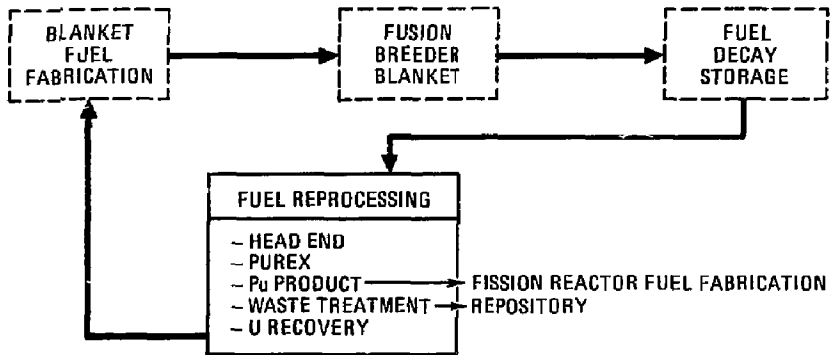 BLANKET
FUEL
FABRICATION
FUSION
BREEDER
BLANKET
FUEL
DECAY
STORAGE
FUEL REPROCESSING
– HEAD END
– PUREX
– Pu PRODUCT FISSION REACTOR FUEL FABRICATION
– WASTE TREATMENT REPOSITORY
– U RECOVERY